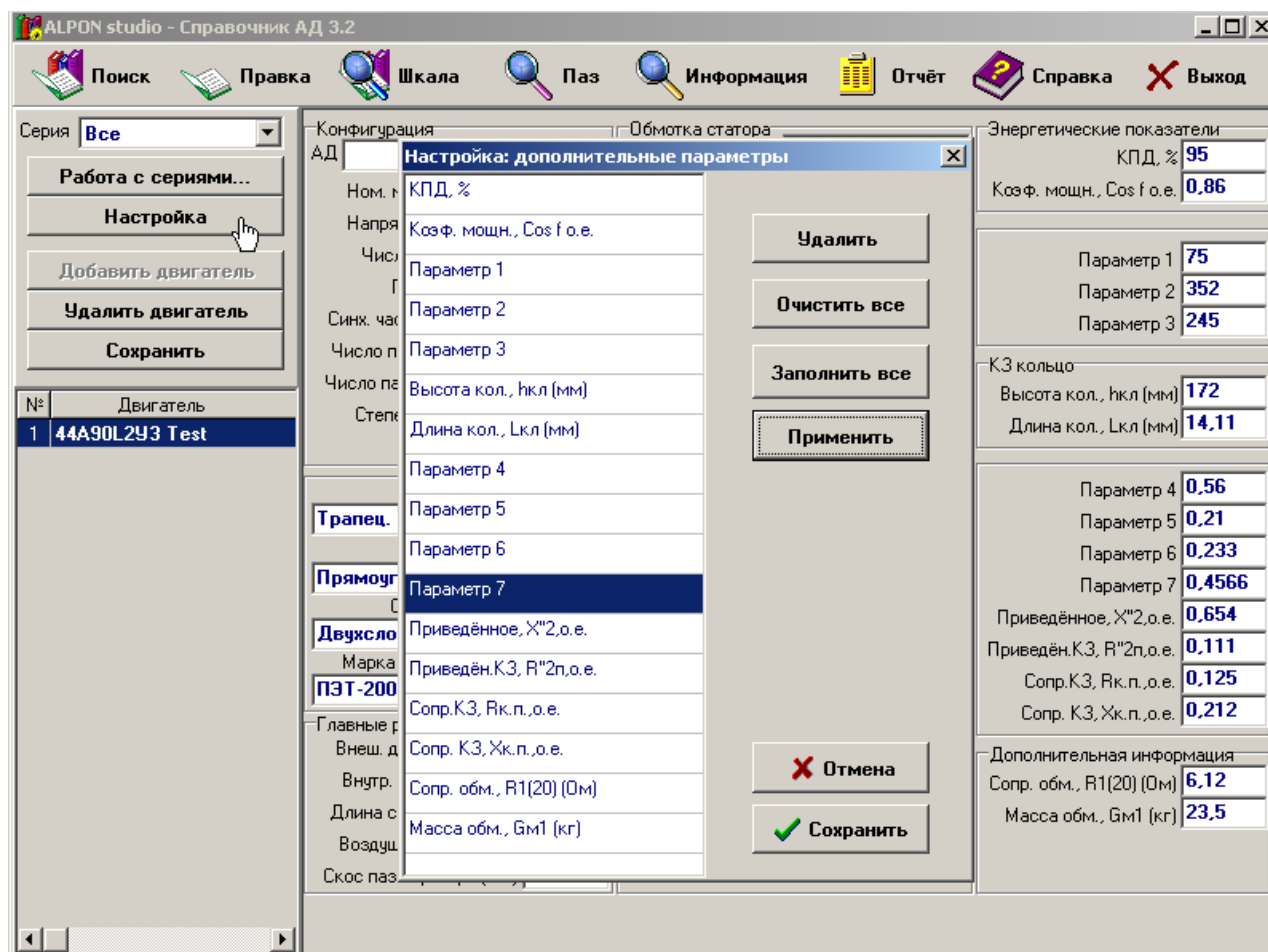 ALPON studio - Справочник АД 3.2
Поиск Правка Шкала Паз Информация Отчёт Справка Выход
Серия Все
Работа с сериями...
Настройка
Добавить двигатель
Удалить двигатель
Сохранить
№ Двигатель
1 44А90L2У3 Test
Конфигурация
АД
Ном.
Напря
Числ
Синх. час
Число п
Число па
Степе
Трапец.
Прямоуг
Двухсло
Марка
ПЭТ-200
Главные р
Внеш. д
Внутр.
Длина с
Воздуш
Скос паз
Обмотка статора
Настройка: дополнительные параметры
КПД, %
Коэф. мощн., Cos f о.е.
Параметр 1
Параметр 2
Параметр 3
Высота кол., hкл (мм)
Длина кол., Lкл (мм)
Параметр 4
Параметр 5
Параметр 6
Параметр 7
Приведённое, X"2,о.е.
Приведён.КЗ, R"2п,о.е.
Сопр.КЗ, Rк.п.,о.е.
Сопр. КЗ, Xк.п.,о.е.
Сопр. обм., R1(20) (Ом)
Масса обм., Gм1 (кг)
Удалить
Очистить все
Заполнить все
Применить
Отмена
Сохранить
Энергетические показатели
КПД, % 95
Коэф. мощн., Cos f о.е. 0,86
Параметр 1 75
Параметр 2 352
Параметр 3 245
КЗ кольцо
Высота кол., hкл (мм) 172
Длина кол., Lкл (мм) 14,11
Параметр 4 0,56
Параметр 5 0,21
Параметр 6 0,233
Параметр 7 0,4566
Приведённое, X"2,о.е. 0,654
Приведён.КЗ, R"2п,о.е. 0,111
Сопр.КЗ, Rк.п.,о.е. 0,125
Сопр. КЗ, Xк.п.,о.е. 0,212
Дополнительная информация
Сопр. обм., R1(20) (Ом) 6,12
Масса обм., Gм1 (кг) 23,5